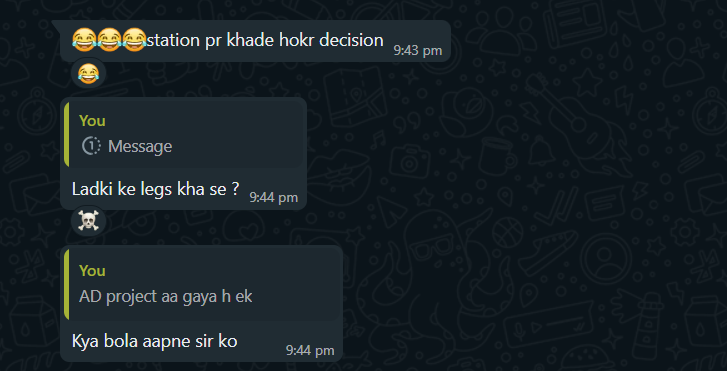 😂😂😂station pr khade hokr decision
9:43 pm
😂
You
Message
Ladki ke legs kha se ?
9:44 pm
☠️
You
AD project aa gaya h ek
Kya bola aapne sir ko
9:44 pm